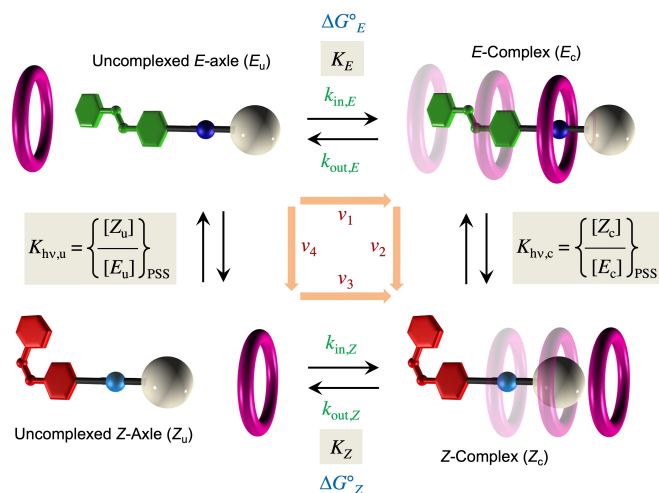 ΔG°E
Uncomplexed E-axle (Eu)
KE
E-Complex (Ec)
kin,E
kout,E
Khν,u = {[Zu]/[Eu]}PSS
v1
v4
v2
v3
Khν,c = {[Zc]/[Ec]}PSS
kin,Z
kout,Z
Uncomplexed Z-Axle (Zu)
KZ
Z-Complex (Zc)
ΔG°Z